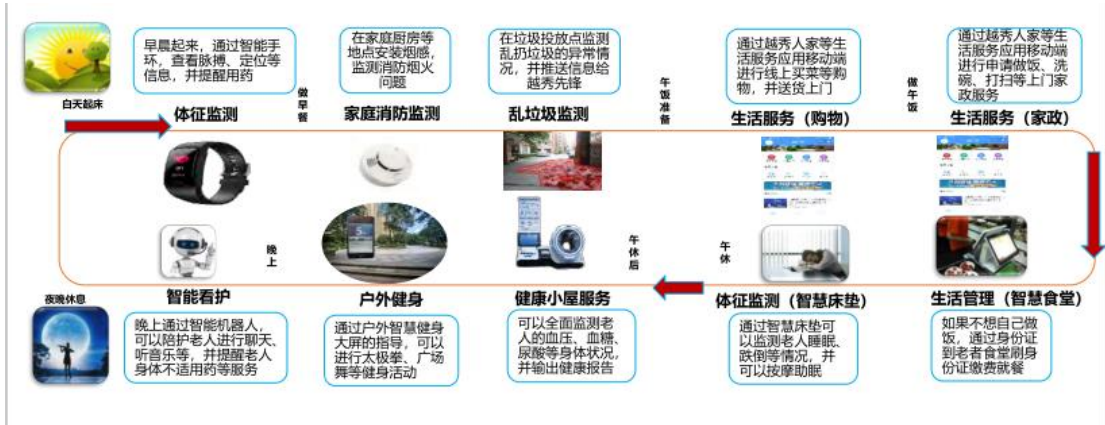 早晨起来，通过智能手
环，查看脉搏、定位等
信息，并提醒用药
在家庭厨房等
地点安装烟感，
监测消防烟火
问题
在垃圾投放点监测
乱扔垃圾的异常情
况，并推送信息给
越秀先锋
通过越秀人家等生
活服务应用移动端
进行线上买菜等购
物，并送货上门
通过越秀人家等生
活服务应用移动端
进行申请做饭、洗
碗、打扫等上门家
政服务
白天起床
做早餐
午饭准备
做午饭
体征监测
家庭消防监测
乱垃圾监测
生活服务（购物）
生活服务（家政）
晚上
午休后
午休
夜晚休息
智能看护
户外健身
健康小屋服务
体征监测（智慧床垫）
生活管理（智慧食堂）
晚上通过智能机器人，
可以陪护老人进行聊天、
听音乐等，并提醒老人
身体不适用药等服务
通过户外智慧健身
大屏的指导，可以
进行太极拳、广场
舞等健身活动
可以全面监测老
人的血压、血糖、
尿酸等身体状况，
并输出健康报告
通过智慧床垫可
以监测老人睡眠、
跌倒等情况，并
可以按摩助眠
如果不想自己做
饭，通过身份证
到老者食堂刷身
份证缴费就餐